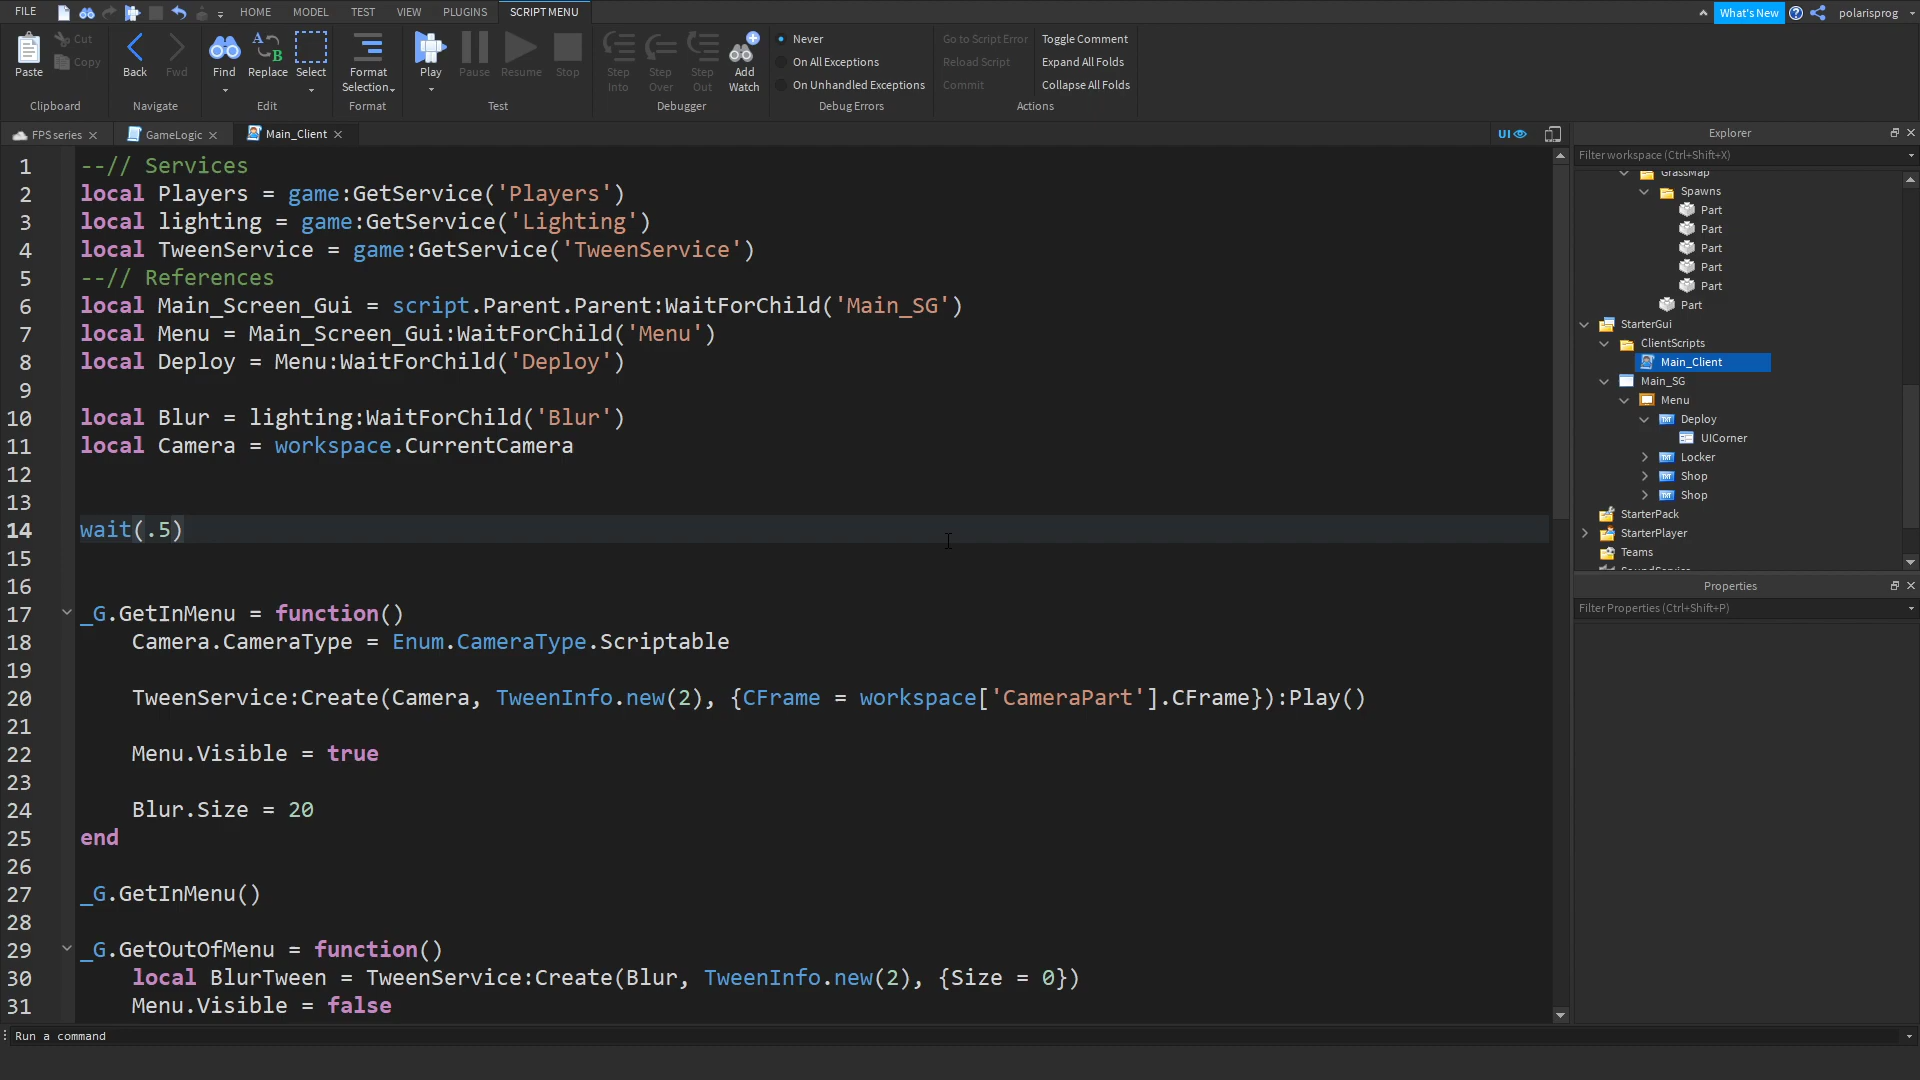 FILE
HOME
MODEL
TEST
VIEW
PLUGINS
SCRIPT MENU
What's New
polarisprog
Paste
Cut
Copy
Clipboard
Back
Fwd
Navigate
Find
Replace
Select
Edit
Format
Selection
Format
Play
Pause
Resume
Stop
Test
Step
Into
Step
Over
Step
Out
Add
Watch
Debugger
Never
On All Exceptions
On Unhandled Exceptions
Debug Errors
Go to Script Error
Reload Script
Commit
Toggle Comment
Expand All Folds
Collapse All Folds
Actions
FPS series
GameLogic
Main_Client
UI
1 --// Services
2 local Players = game:GetService('Players')
3 local lighting = game:GetService('Lighting')
4 local TweenService = game:GetService('TweenService')
5 --// References
6 local Main_Screen_Gui = script.Parent.Parent:WaitForChild('Main_SG')
7 local Menu = Main_Screen_Gui:WaitForChild('Menu')
8 local Deploy = Menu:WaitForChild('Deploy')
9
10 local Blur = lighting:WaitForChild('Blur')
11 local Camera = workspace.CurrentCamera
12
13
14 wait(.5)
15
16
17 _G.GetInMenu = function()
18 Camera.CameraType = Enum.CameraType.Scriptable
19
20 TweenService:Create(Camera, TweenInfo.new(2), {CFrame = workspace['CameraPart'].CFrame}):Play()
21
22 Menu.Visible = true
23
24 Blur.Size = 20
25 end
26
27 _G.GetInMenu()
28
29 _G.GetOutOfMenu = function()
30 local BlurTween = TweenService:Create(Blur, TweenInfo.new(2), {Size = 0})
31 Menu.Visible = false
Run a command
Explorer
Filter workspace (Ctrl+Shift+X)
GrassMap
Spawns
Part
Part
Part
Part
Part
Part
StarterGui
ClientScripts
Main_Client
Main_SG
Menu
Deploy
UICorner
Locker
Shop
Shop
StarterPack
StarterPlayer
Teams
SoundService
Properties
Filter Properties (Ctrl+Shift+P)